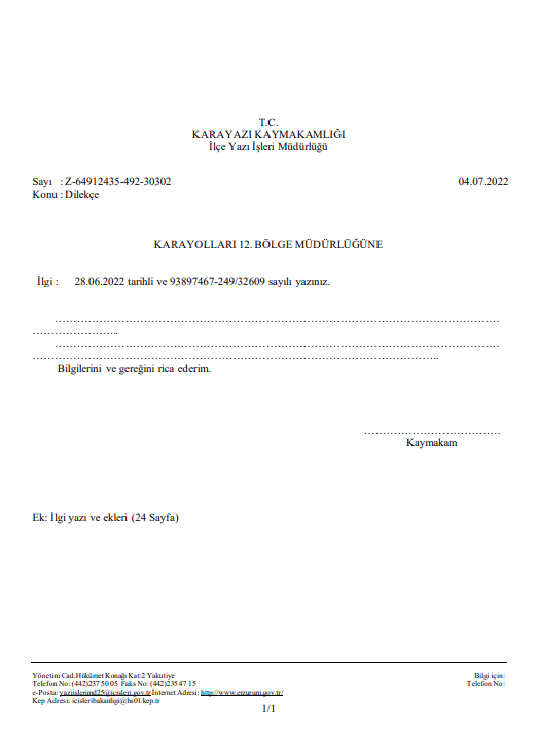 T.C.
KARAYAZI KAYMAKAMLIĞI
İlçe Yazı İşleri Müdürlüğü
Sayı : Z-64912435-492-30302 04.07.2022
Konu : Dilekçe
KARAYOLLARI 12. BÖLGE MÜDÜRLÜĞÜNE
İlgi : 28.06.2022 tarihli ve 93897467-249/32609 sayılı yazınız.
…………………………………………………………………………………………………………
…………………...
…………………………………………………………………………………………………………
………………………………………………………………………………………………..
Bilgilerini ve gereğini rica ederim.
………………………………
Kaymakam
Ek: İlgi yazı ve ekleri (24 Sayfa)
Yönetim Cad.Hükümet Konağı Kat:2 Yakutiye Bilgi için:
Telefon No: (442)237 50 05 Faks No: (442)235 47 15 Telefon No:
e-Posta: yaziislerimd25@icisleri.gov.tr İnternet Adresi: http://www.erzurum.gov.tr/
Kep Adresi: icisleribakanligi@hs01.kep.tr
1/1